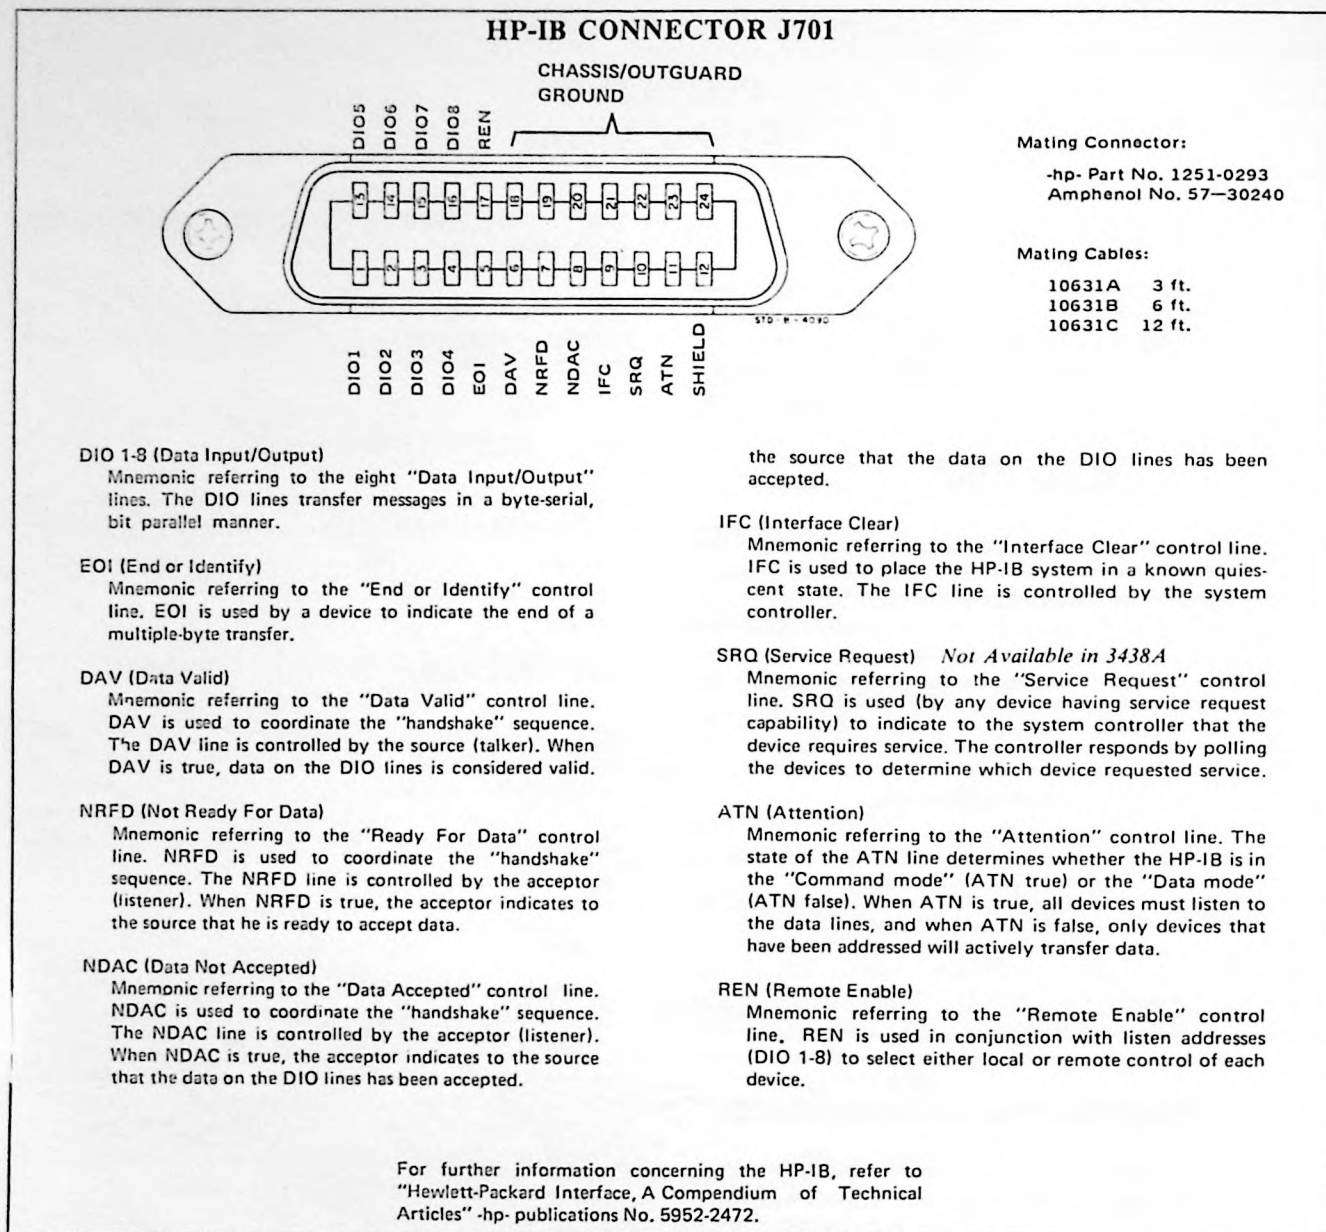 HP-IB CONNECTOR J701
CHASSIS/OUTGUARD
GROUND
DIO5
DIO6
DIO7
DIO8
REN
13
14
15
16
17
18
19
20
21
22
23
24
1
2
3
4
5
6
7
8
9
10
11
12
STD-B-4090
DIO1
DIO2
DIO3
DIO4
EOI
DAV
NRFD
NDAC
IFC
SRQ
ATN
SHIELD
Mating Connector:
-hp- Part No. 1251-0293
Amphenol No. 57—30240
Mating Cables:
10631A 3 ft.
10631B 6 ft.
10631C 12 ft.
DIO 1-8 (Data Input/Output)
Mnemonic referring to the eight "Data Input/Output"
lines. The DIO lines transfer messages in a byte-serial,
bit parallel manner.
EOI (End or Identify)
Mnemonic referring to the "End or Identify" control
line. EOI is used by a device to indicate the end of a
multiple-byte transfer.
DAV (Data Valid)
Mnemonic referring to the "Data Valid" control line.
DAV is used to coordinate the "handshake" sequence.
The DAV line is controlled by the source (talker). When
DAV is true, data on the DIO lines is considered valid.
NRFD (Not Ready For Data)
Mnemonic referring to the "Ready For Data" control
line. NRFD is used to coordinate the "handshake"
sequence. The NRFD line is controlled by the acceptor
(listener). When NRFD is true, the acceptor indicates to
the source that he is ready to accept data.
NDAC (Data Not Accepted)
Mnemonic referring to the "Data Accepted" control line.
NDAC is used to coordinate the "handshake" sequence.
The NDAC line is controlled by the acceptor (listener).
When NDAC is true, the acceptor indicates to the source
that the data on the DIO lines has been accepted.
the source that the data on the DIO lines has been
accepted.
IFC (Interface Clear)
Mnemonic referring to the "Interface Clear" control line.
IFC is used to place the HP-IB system in a known quies-
cent state. The IFC line is controlled by the system
controller.
SRQ (Service Request) Not Available in 3438A
Mnemonic referring to the "Service Request" control
line. SRQ is used (by any device having service request
capability) to indicate to the system controller that the
device requires service. The controller responds by polling
the devices to determine which device requested service.
ATN (Attention)
Mnemonic referring to the "Attention" control line. The
state of the ATN line determines whether the HP-IB is in
the "Command mode" (ATN true) or the "Data mode"
(ATN false). When ATN is true, all devices must listen to
the data lines, and when ATN is false, only devices that
have been addressed will actively transfer data.
REN (Remote Enable)
Mnemonic referring to the "Remote Enable" control
line. REN is used in conjunction with listen addresses
(DIO 1-8) to select either local or remote control of each
device.
For further information concerning the HP-IB, refer to
"Hewlett-Packard Interface, A Compendium of Technical
Articles" -hp- publications No. 5952-2472.